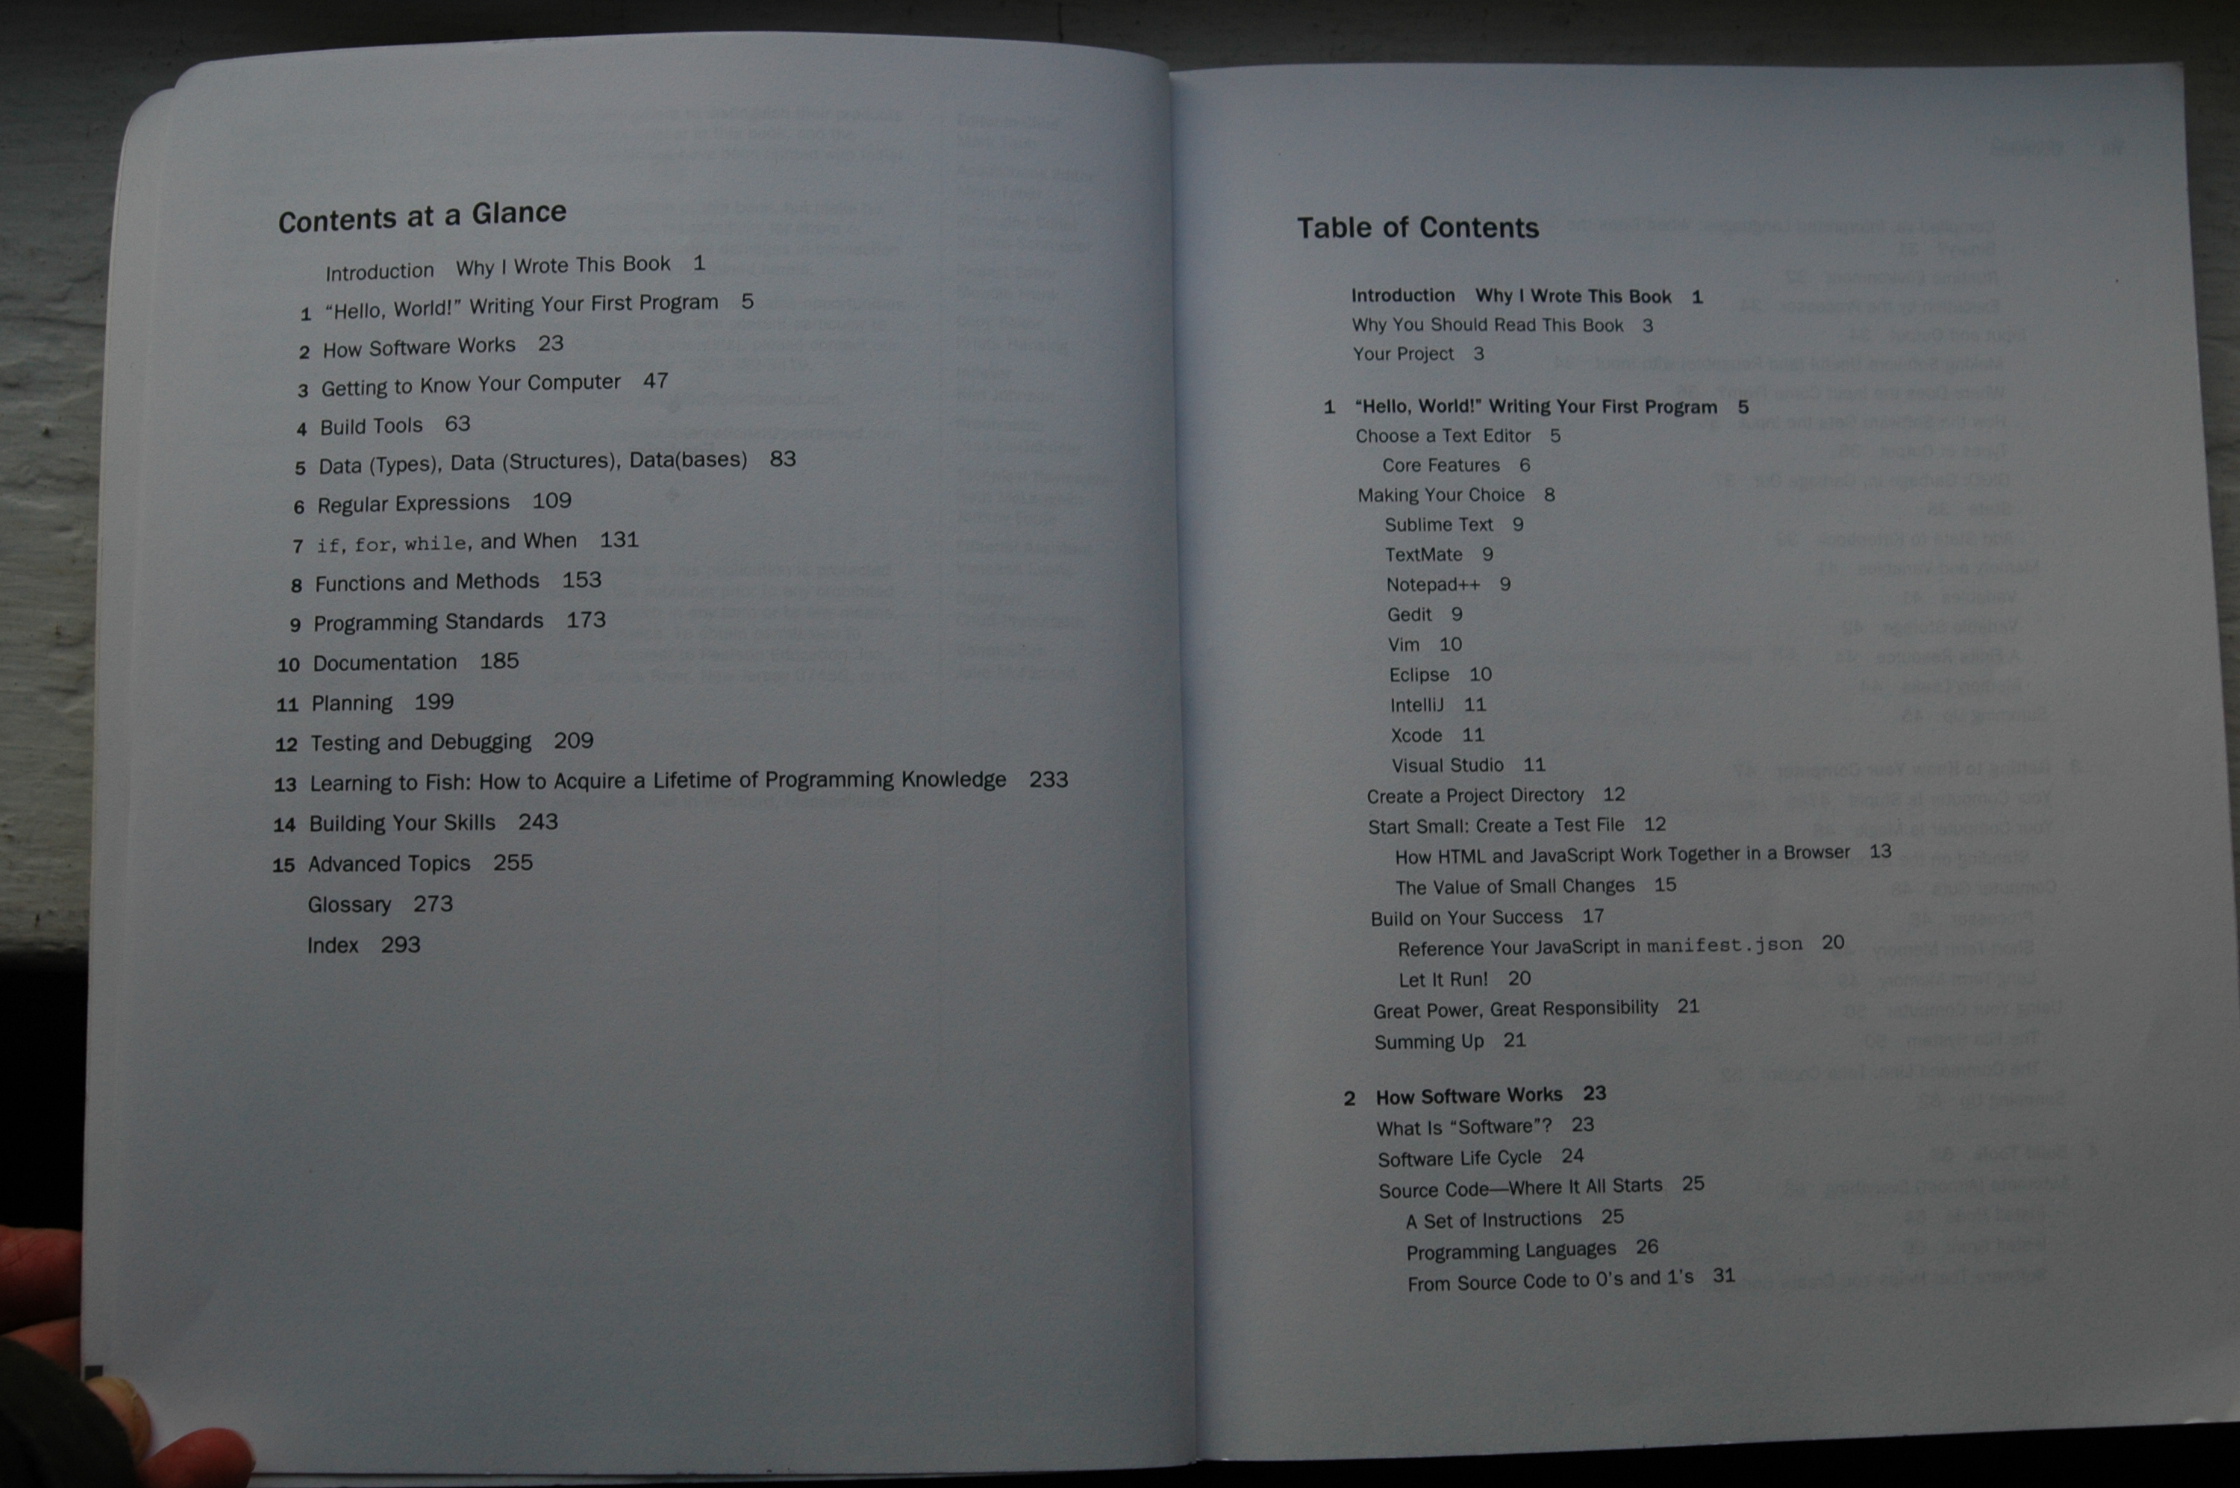 Contents at a Glance
Introduction Why I Wrote This Book 1
1 “Hello, World!” Writing Your First Program 5
2 How Software Works 23
3 Getting to Know Your Computer 47
4 Build Tools 63
5 Data (Types), Data (Structures), Data(bases) 83
6 Regular Expressions 109
7 if, for, while, and When 131
8 Functions and Methods 153
9 Programming Standards 173
10 Documentation 185
11 Planning 199
12 Testing and Debugging 209
13 Learning to Fish: How to Acquire a Lifetime of Programming Knowledge 233
14 Building Your Skills 243
15 Advanced Topics 255
Glossary 273
Index 293
Table of Contents
Introduction Why I Wrote This Book 1
Why You Should Read This Book 3
Your Project 3
1 “Hello, World!” Writing Your First Program 5
Choose a Text Editor 5
Core Features 6
Making Your Choice 8
Sublime Text 9
TextMate 9
Notepad++ 9
Gedit 9
Vim 10
Eclipse 10
IntelliJ 11
Xcode 11
Visual Studio 11
Create a Project Directory 12
Start Small: Create a Test File 12
How HTML and JavaScript Work Together in a Browser 13
The Value of Small Changes 15
Build on Your Success 17
Reference Your JavaScript in manifest.json 20
Let It Run! 20
Great Power, Great Responsibility 21
Summing Up 21
2 How Software Works 23
What Is “Software”? 23
Software Life Cycle 24
Source Code—Where It All Starts 25
A Set of Instructions 25
Programming Languages 26
From Source Code to 0's and 1's 31